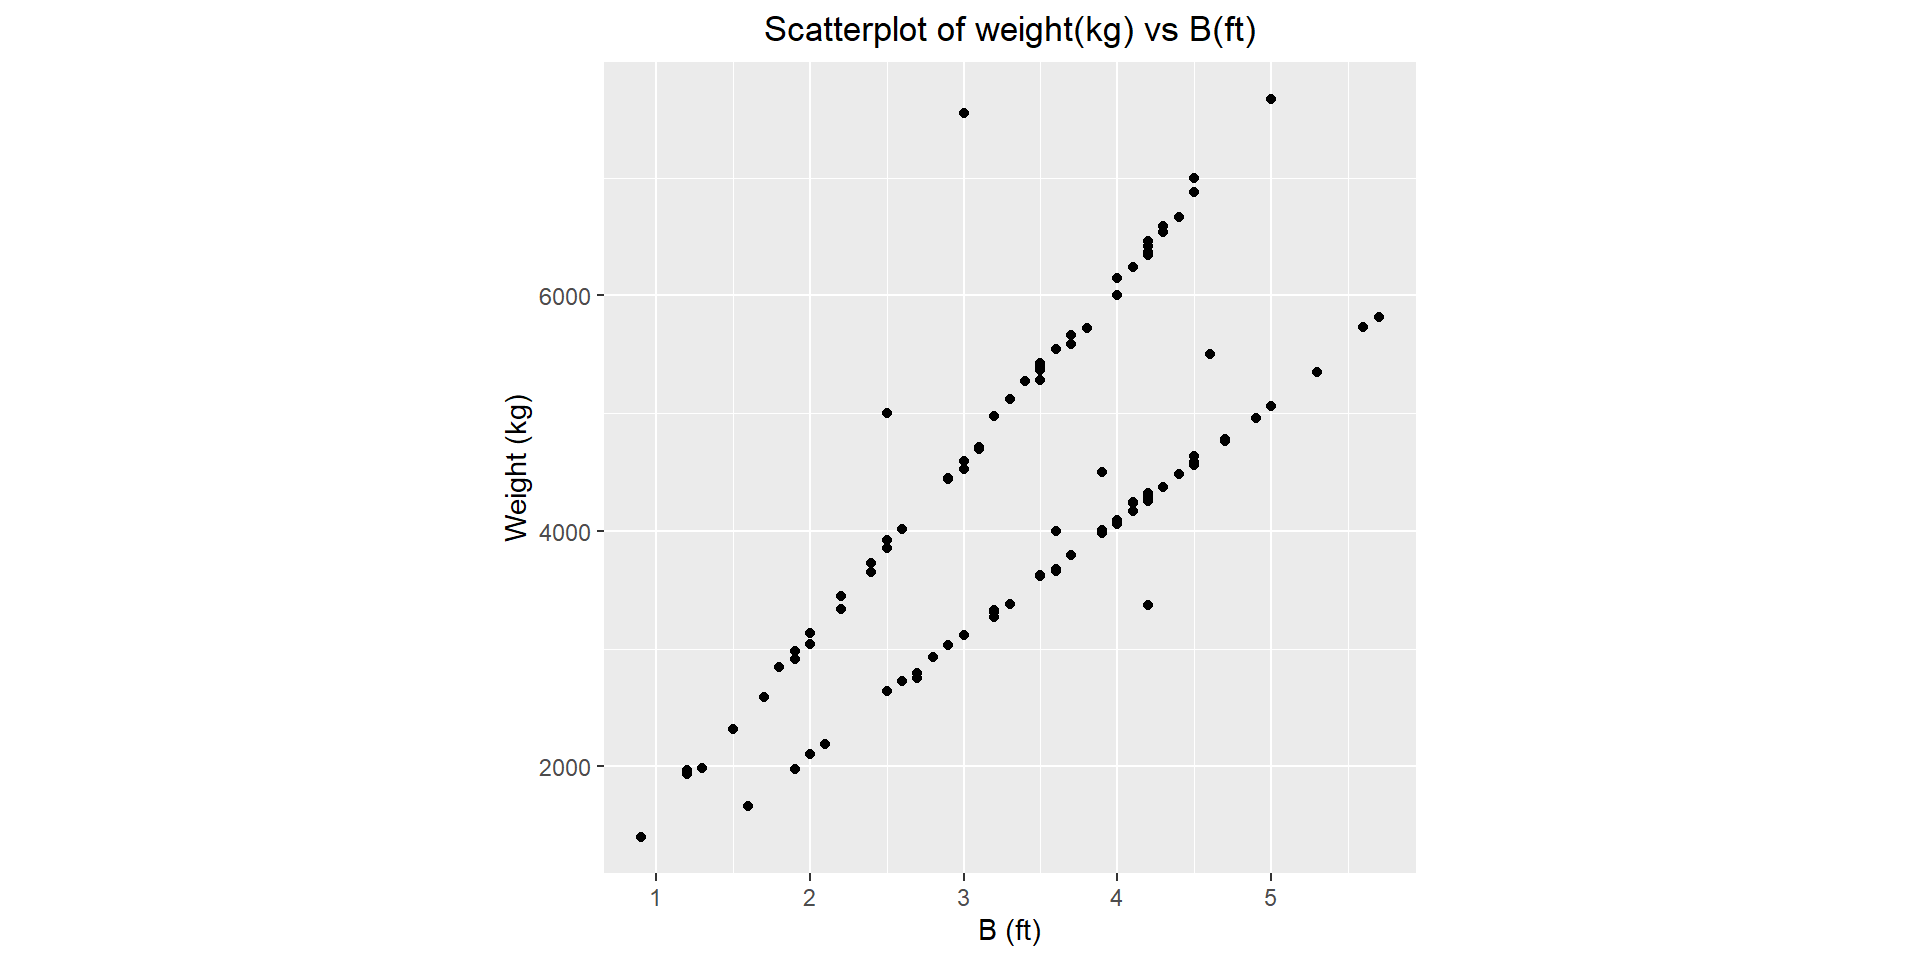 Scatterplot of weight(kg) vs B(ft)
Weight (kg)
6000
4000
2000
1 2 3 4 5
B (ft)